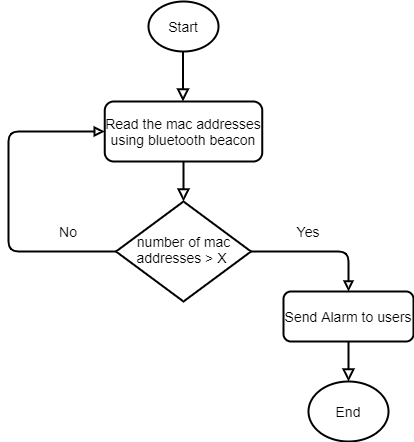 Start
Read the mac addresses
using bluetooth beacon
No
Yes
number of mac
addresses > X
Send Alarm to users
End